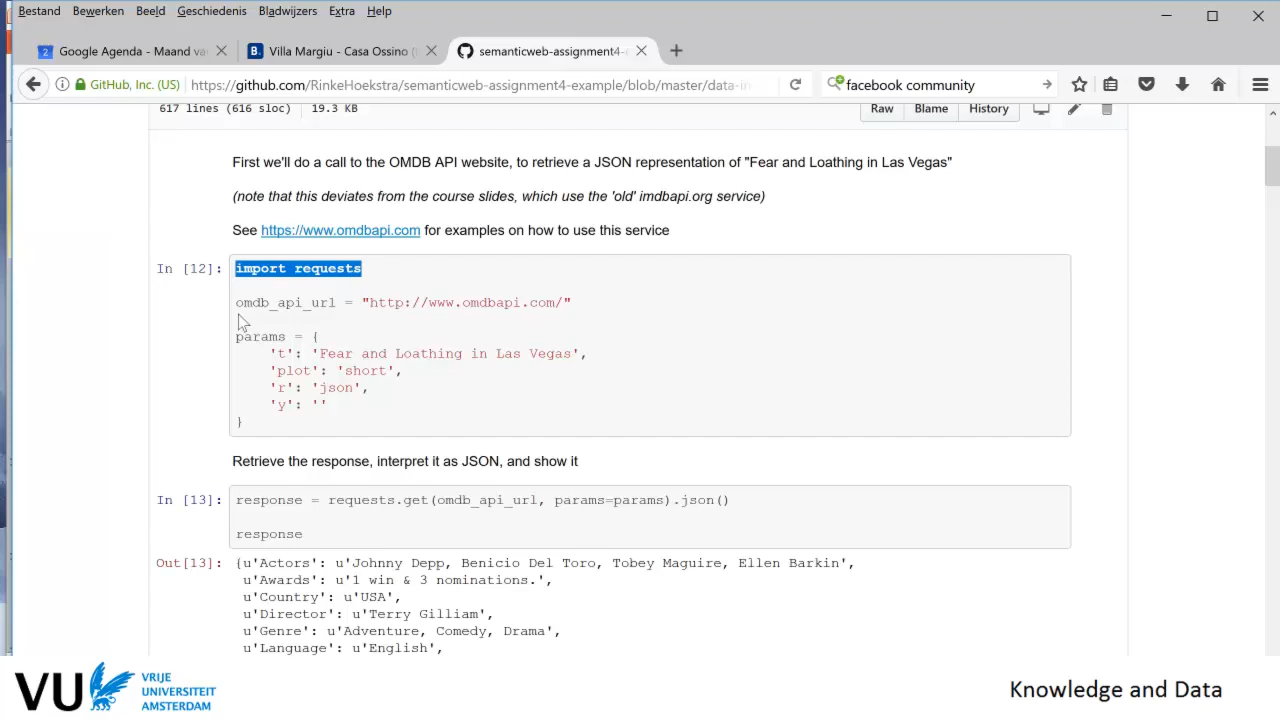 Bestand Bewerken Beeld Geschiedenis Bladwijzers Extra Help
2 Google Agenda - Maand va B. Villa Margiu - Casa Ossino ( semanticweb-assignment4-
GitHub, Inc. (US) https://github.com/RinkeHoekstra/semanticweb-assignment4-example/blob/master/data-in facebook community
617 lines (616 sloc) 19.3 KB Raw Blame History
First we'll do a call to the OMDB API website, to retrieve a JSON representation of "Fear and Loathing in Las Vegas"
(note that this deviates from the course slides, which use the 'old' imdbapi.org service)
See https://www.omdbapi.com for examples on how to use this service
In [12]: import requests
omdb_api_url = "http://www.omdbapi.com/"
params = {
't': 'Fear and Loathing in Las Vegas',
'plot': 'short',
'r': 'json',
'y': ''
}
Retrieve the response, interpret it as JSON, and show it
In [13]: response = requests.get(omdb_api_url, params=params).json()
response
Out[13]: {u'Actors': u'Johnny Depp, Benicio Del Toro, Tobey Maguire, Ellen Barkin',
u'Awards': u'1 win & 3 nominations.',
u'Country': u'USA',
u'Director': u'Terry Gilliam',
u'Genre': u'Adventure, Comedy, Drama',
u'Language': u'English',
VU VRIJE
UNIVERSITEIT
AMSTERDAM
Knowledge and Data